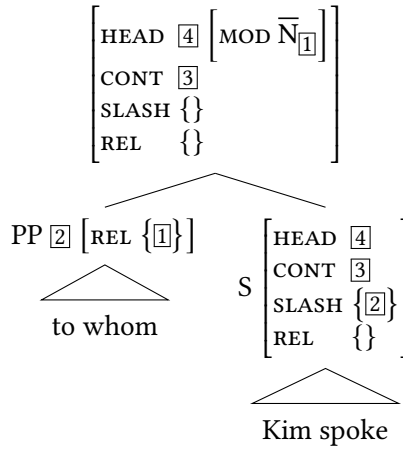 HEAD 4 [MOD N̅1]
CONT 3
SLASH {}
REL {}
PP 2 [REL {1}]
to whom
S
HEAD 4
CONT 3
SLASH {2}
REL {}
Kim spoke